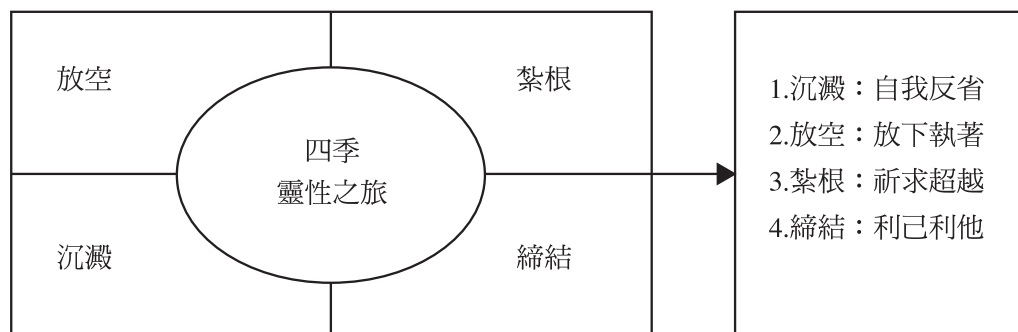 放空
紮根
四季
靈性之旅
沉澱
締結
1.沉澱：自我反省
2.放空：放下執著
3.紮根：祈求超越
4.締結：利己利他